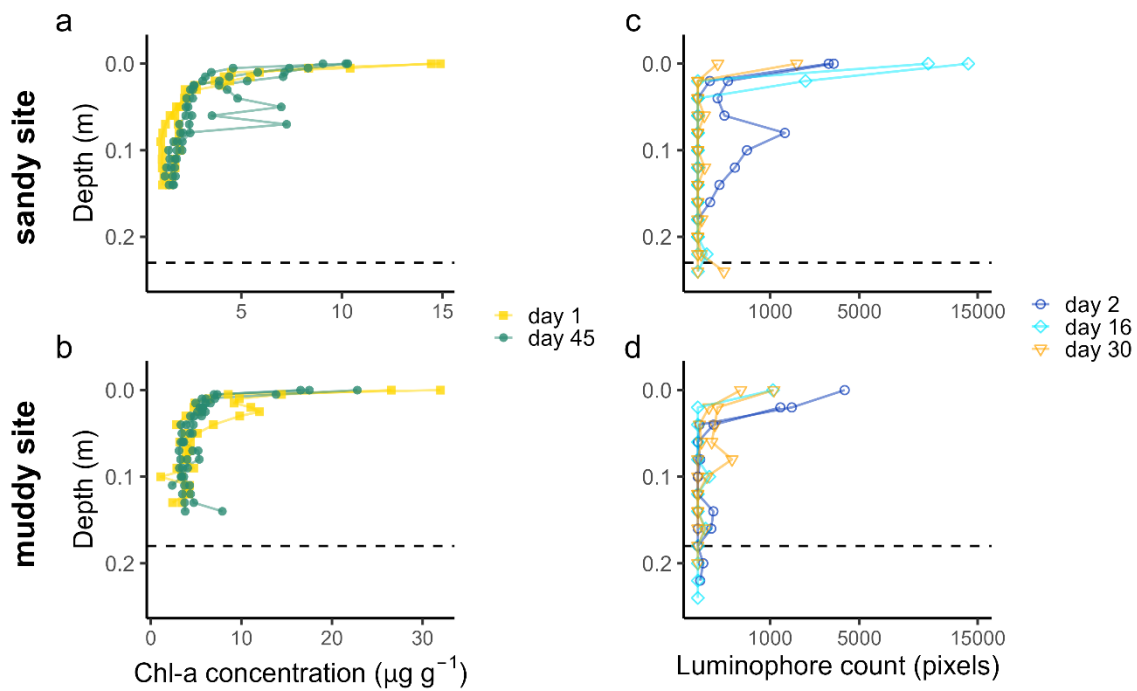 a
c
sandy site
Depth (m)
0.0
0.1
0.2
5
10
15
Depth (m)
0.0
0.1
0.2
1000
5000
15000
day 1
day 45
day 2
day 16
day 30
b
d
muddy site
Depth (m)
0.0
0.1
0.2
0
10
20
30
Chl-a concentration (μg g⁻¹)
Depth (m)
0.0
0.1
0.2
1000
5000
15000
Luminophore count (pixels)